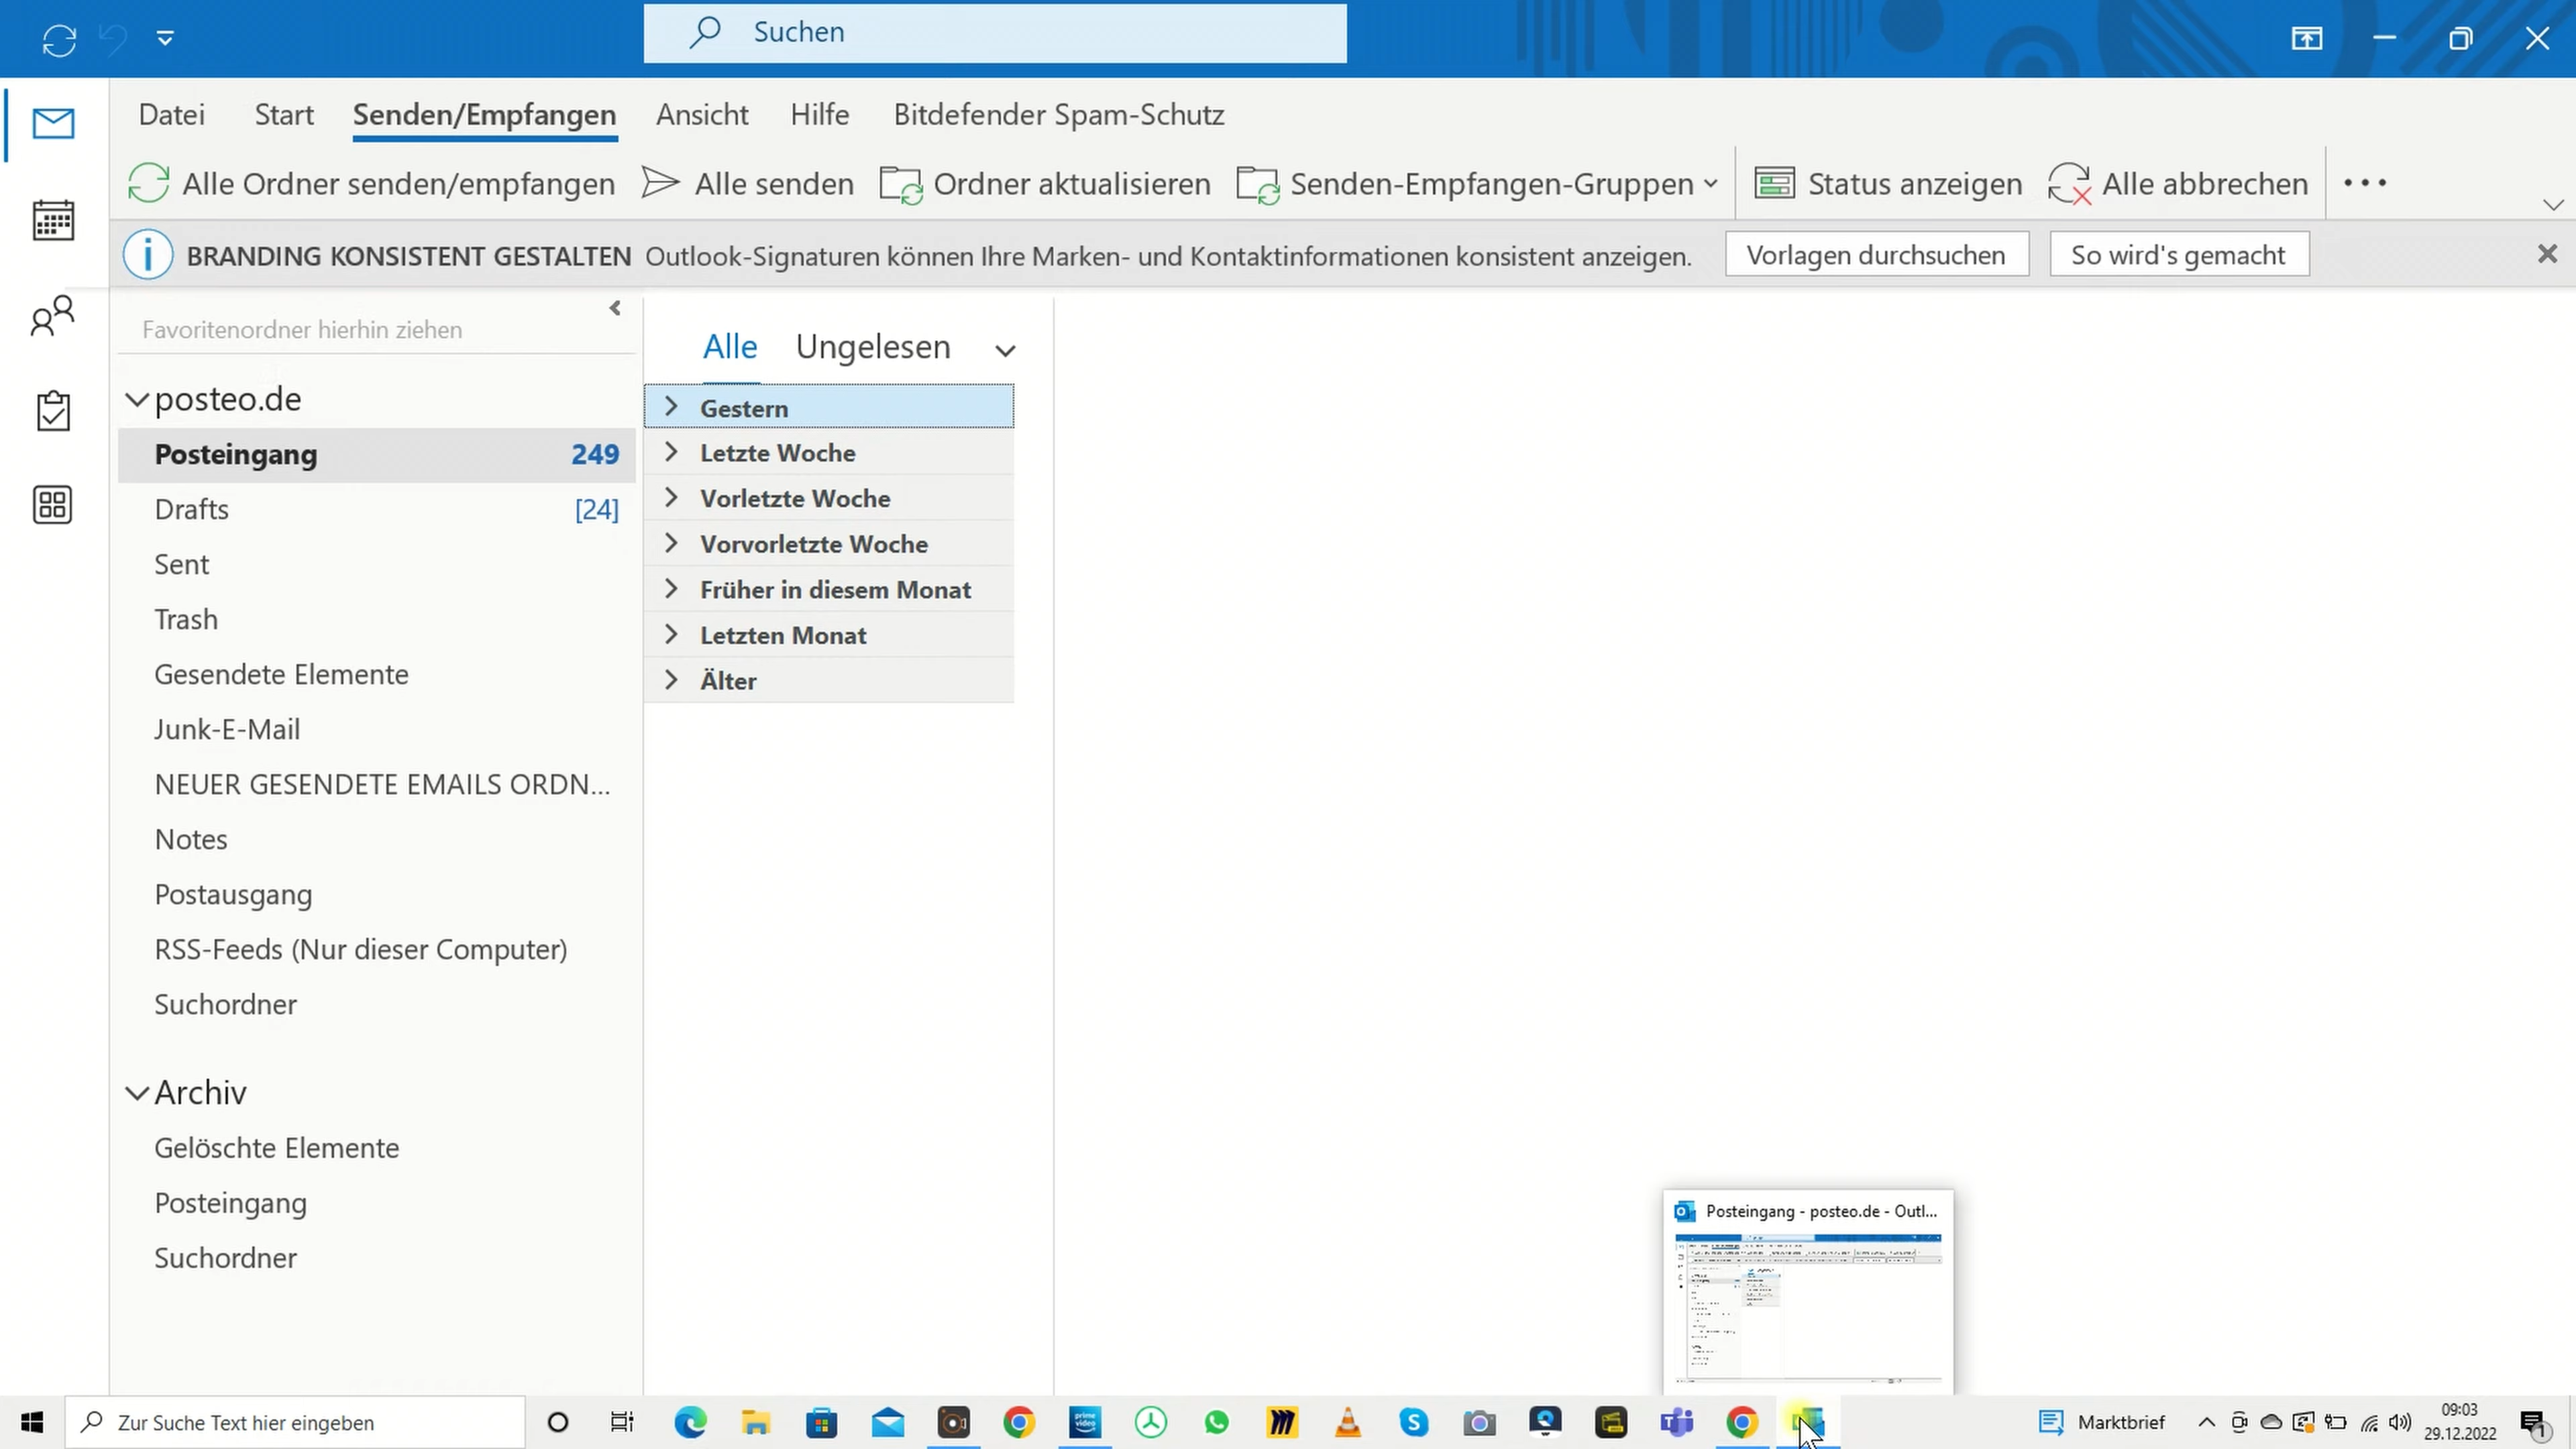 Suchen
Datei Start Senden/Empfangen Ansicht Hilfe Bitdefender Spam-Schutz
Alle Ordner senden/empfangen Alle senden Ordner aktualisieren Senden-Empfangen-Gruppen Status anzeigen Alle abbrechen
BRANDING KONSISTENT GESTALTEN Outlook-Signaturen können Ihre Marken- und Kontaktinformationen konsistent anzeigen. Vorlagen durchsuchen So wird's gemacht
Favoritenordner hierhin ziehen
posteo.de
Posteingang 249
Drafts [24]
Sent
Trash
Gesendete Elemente
Junk-E-Mail
NEUER GESENDETE EMAILS ORDN...
Notes
Postausgang
RSS-Feeds (Nur dieser Computer)
Suchordner
Archiv
Gelöschte Elemente
Posteingang
Suchordner
Alle Ungelesen
Gestern
Letzte Woche
Vorletzte Woche
Vorvorletzte Woche
Früher in diesem Monat
Letzten Monat
Älter
Posteingang - posteo.de - Outl...
Zur Suche Text hier eingeben
prime video
Marktbrief
09:03
29.12.2022
1